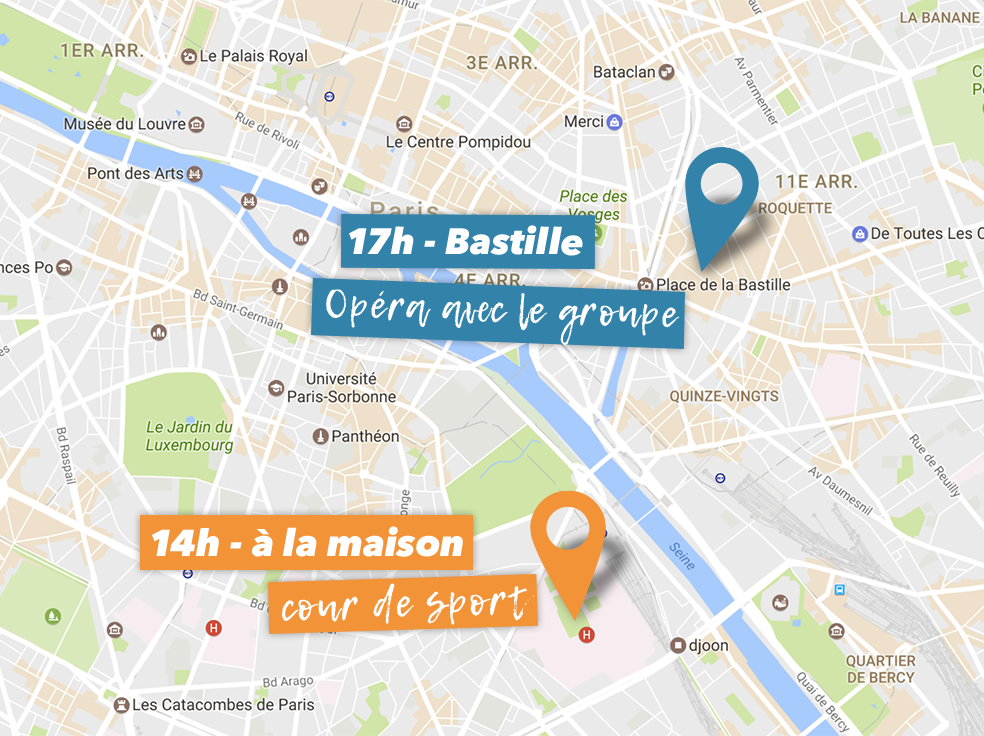 LA BANANE
1ER ARR.
Le Palais Royal
3E ARR.
Bataclan
Av Parmentier
Musée du Louvre
Rue de Rivoli
Le Centre Pompidou
Merci
Pont des Arts
Place des
Vosges
11E ARR.
ROQUETTE
Paris
17h - Bastille
De Toutes Les C
nces Po
4E ARR.
Place de la Bastille
Bd Saint-Germain
Opéra avec le groupe
Université
Paris-Sorbonne
QUINZE-VINGTS
Le Jardin du
Luxembourg
Panthéon
Bd Raspail
Rue de Reuilly
Av Daumesnil
onge
14h - à la maison
Seine
cour de sport
H
H
djoon
QUARTIER
DE BERCY
Bd Arago
Quai de Bercy
Les Catacombes de Paris